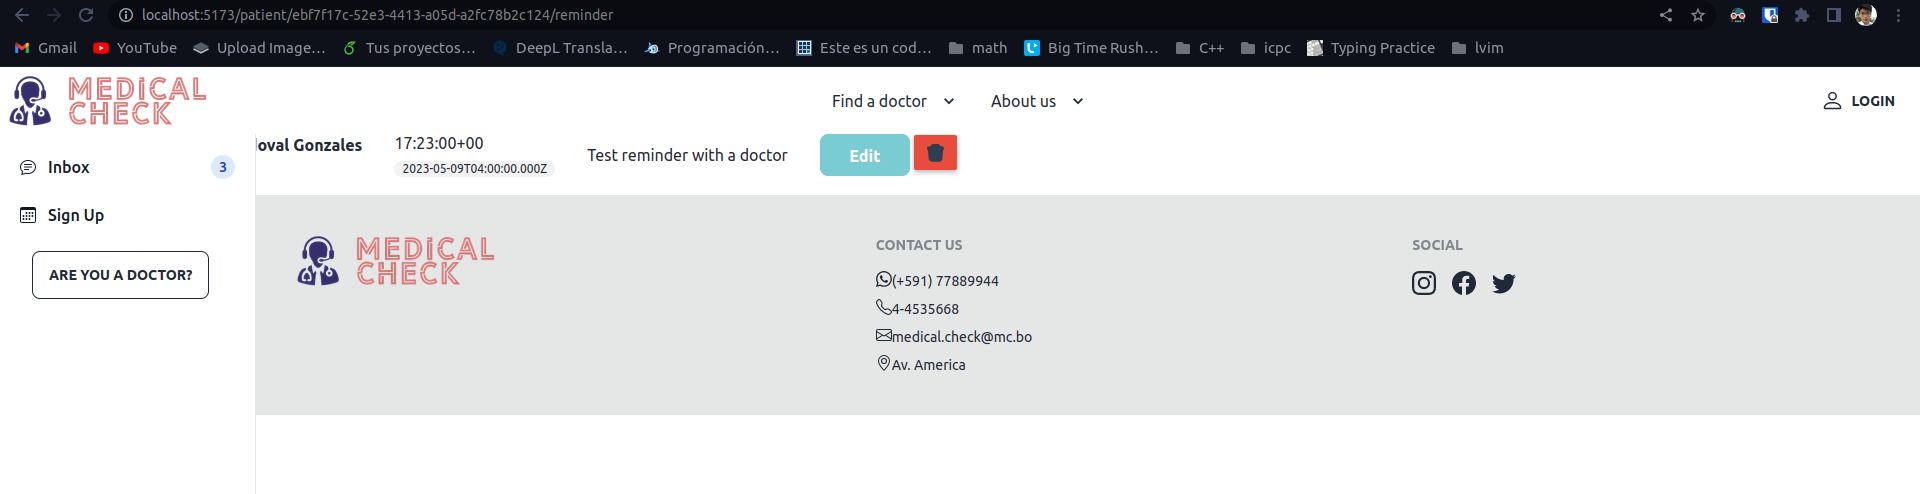 localhost:5173/patient/ebf7f17c-52e3-4413-a05d-a2fc78b2c124/reminder
Gmail YouTube Upload Image... Tus proyectos... DeepL Transla... Programación... Este es un cod... math Big Time Rush... C++ icpc Typing Practice lvim
MEDICAL
CHECK
Find a doctor About us LOGIN
Inbox 3
Sign Up
ARE YOU A DOCTOR?
oval Gonzales
17:23:00+00
2023-05-09T04:00:00.000Z
Test reminder with a doctor
Edit
MEDICAL
CHECK
CONTACT US
(+591) 77889944
4-4535668
medical.check@mc.bo
Av. America
SOCIAL